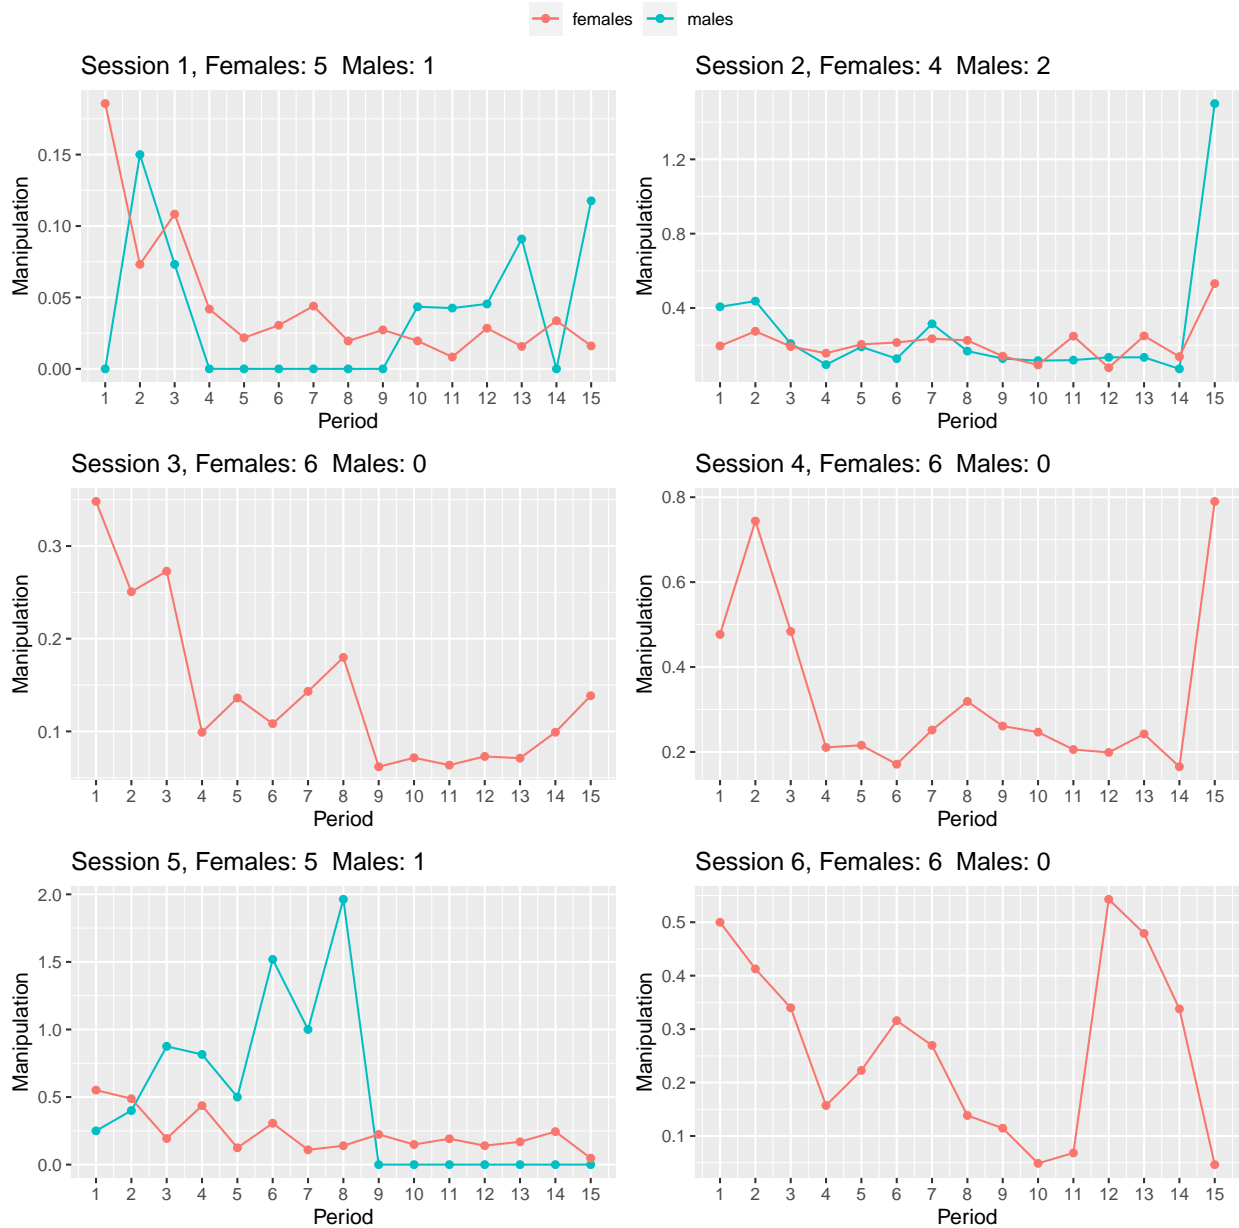 females males
Session 1, Females: 5 Males: 1
Manipulation
0.15
0.10
0.05
0.00
1 2 3 4 5 6 7 8 9 10 11 12 13 14 15
Period
Session 2, Females: 4 Males: 2
Manipulation
1.2
0.8
0.4
1 2 3 4 5 6 7 8 9 10 11 12 13 14 15
Period
Session 3, Females: 6 Males: 0
Manipulation
0.3
0.2
0.1
1 2 3 4 5 6 7 8 9 10 11 12 13 14 15
Period
Session 4, Females: 6 Males: 0
Manipulation
0.8
0.6
0.4
0.2
1 2 3 4 5 6 7 8 9 10 11 12 13 14 15
Period
Session 5, Females: 5 Males: 1
Manipulation
2.0
1.5
1.0
0.5
0.0
1 2 3 4 5 6 7 8 9 10 11 12 13 14 15
Period
Session 6, Females: 6 Males: 0
Manipulation
0.5
0.4
0.3
0.2
0.1
1 2 3 4 5 6 7 8 9 10 11 12 13 14 15
Period